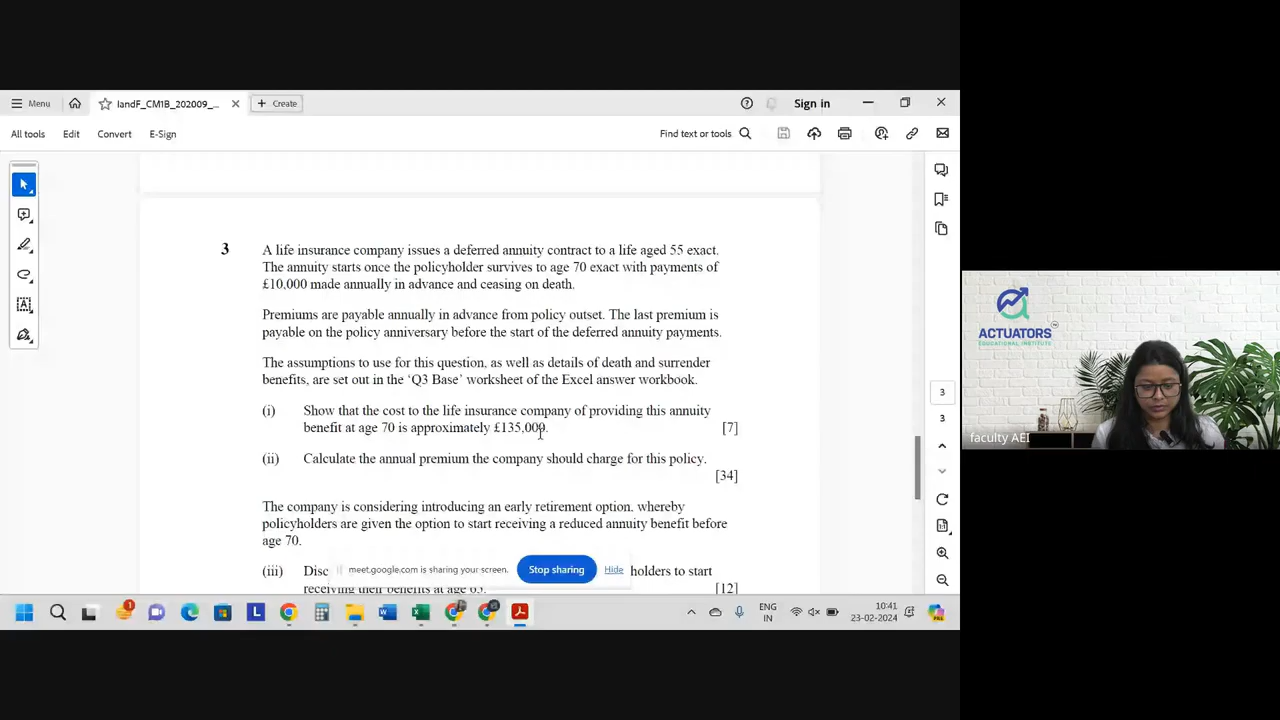 Menu
IandF_CM1B_202009_...
Create
Sign in
All tools
Edit
Convert
E-Sign
Find text or tools
3
A life insurance company issues a deferred annuity contract to a life aged 55 exact.
The annuity starts once the policyholder survives to age 70 exact with payments of
£10,000 made annually in advance and ceasing on death.
Premiums are payable annually in advance from policy outset. The last premium is
payable on the policy anniversary before the start of the deferred annuity payments.
The assumptions to use for this question, as well as details of death and surrender
benefits, are set out in the 'Q3 Base' worksheet of the Excel answer workbook.
(i) Show that the cost to the life insurance company of providing this annuity
benefit at age 70 is approximately £135,000. [7]
(ii) Calculate the annual premium the company should charge for this policy.
[34]
The company is considering introducing an early retirement option, whereby
policyholders are given the option to start receiving a reduced annuity benefit before
age 70.
(iii) Disc holders to start
receiving their benefits at age 65. [12]
meet.google.com is sharing your screen.
Stop sharing
Hide
3
3
ENG
IN
10:41
23-02-2024
ACTUATORS
EDUCATIONAL INSTITUTE
faculty AEI